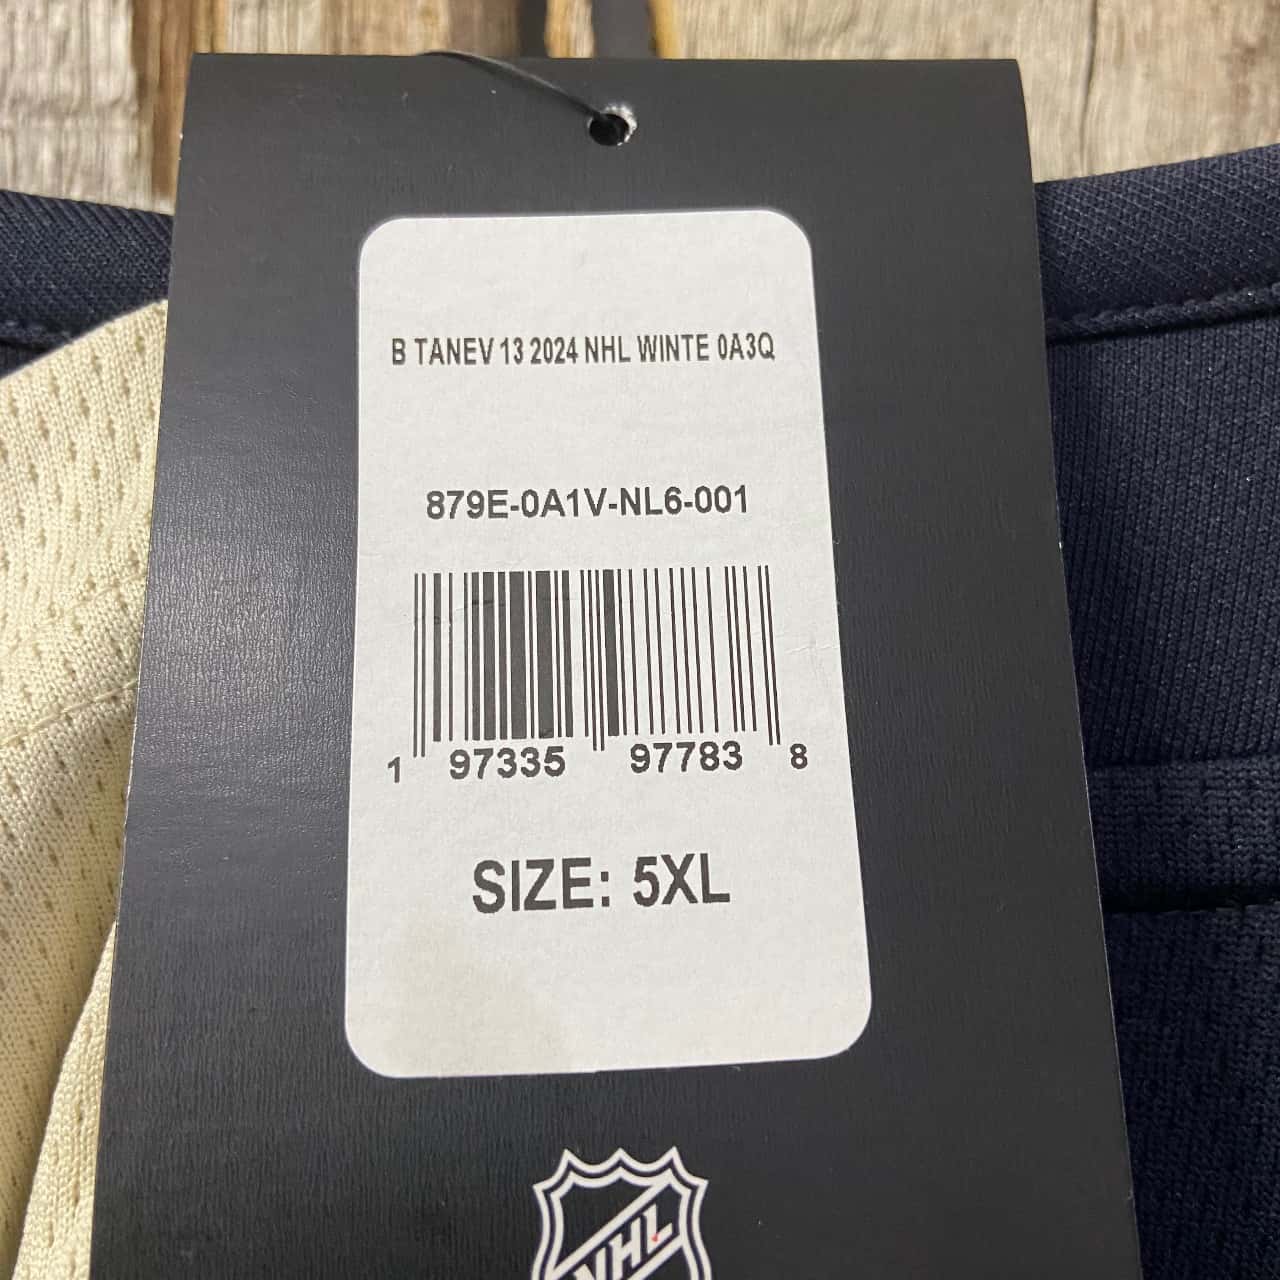 B TANEV 13 2024 NHL WINTE 0A3Q
879E-0A1V-NL6-001
1 97335 97783 8
SIZE: 5XL
NHL